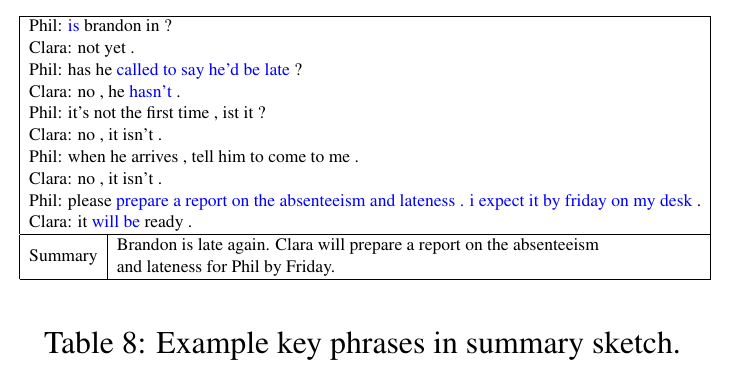 Phil: is brandon in ?
Clara: not yet .
Phil: has he called to say he'd be late ?
Clara: no , he hasn't .
Phil: it's not the first time , ist it ?
Clara: no , it isn't .
Phil: when he arrives , tell him to come to me .
Clara: no , it isn't .
Phil: please prepare a report on the absenteeism and lateness . i expect it by friday on my desk .
Clara: it will be ready .
Summary
Brandon is late again. Clara will prepare a report on the absenteeism
and lateness for Phil by Friday.
Table 8: Example key phrases in summary sketch.